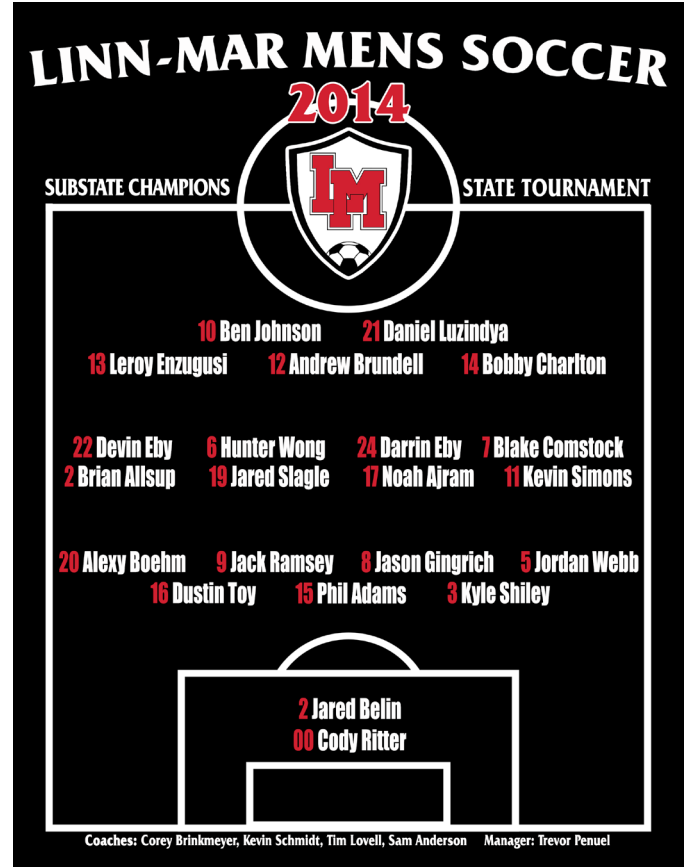 LINN-MAR MENS SOCCER
2014
LM
SUBSTATE CHAMPIONS STATE TOURNAMENT
10 Ben Johnson 21 Daniel Luzindya
13 Leroy Enzugusi 12 Andrew Brundell 14 Bobby Charlton
22 Devin Eby 6 Hunter Wong 24 Darrin Eby 7 Blake Comstock
2 Brian Allsup 19 Jared Slagle 17 Noah Ajram 11 Kevin Simons
20 Alexy Boehm 9 Jack Ramsey 8 Jason Gingrich 5 Jordan Webb
16 Dustin Toy 15 Phil Adams 3 Kyle Shiley
2 Jared Belin
00 Cody Ritter
Coaches: Corey Brinkmeyer, Kevin Schmidt, Tim Lovell, Sam Anderson Manager: Trevor Penuel